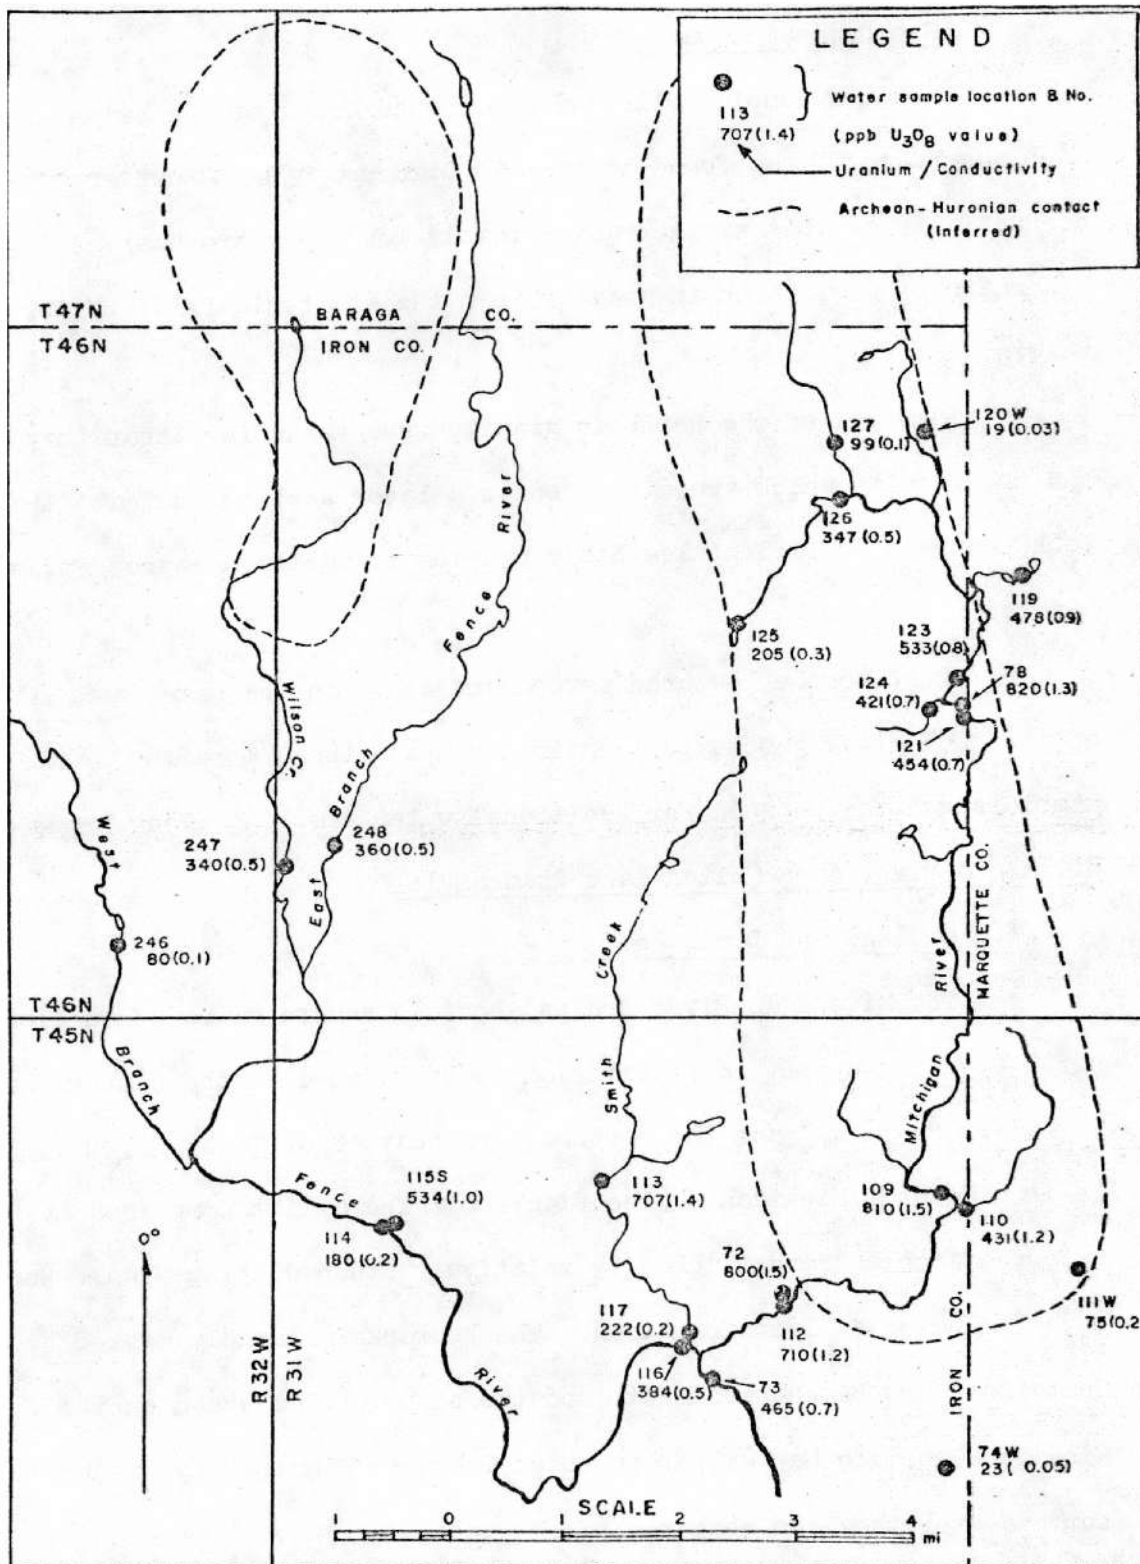 LEGEND
Water sample location & No.
113
(ppb U3O8 value)
707(1.4)
Uranium / Conductivity
Archean-Huronian contact
(Inferred)
T47N
BARAGA CO.
T46N
IRON CO.
120W
19(0.03)
127
99(0.1)
River
126
347(0.5)
Fence
119
478(0.9)
125
205(0.3)
123
533(0.8)
78
820(1.3)
124
421(0.7)
121
454(0.7)
Wilson Cr.
Branch
West
247
340(0.5)
248
360(0.5)
East
MARQUETTE CO.
246
80(0.1)
Creek
River
T46N
T45N
Branch
Smith
Mitchigan
Fence
115S
534(1.0)
113
707(1.4)
109
810(1.5)
110
431(1.2)
0°
114
180(0.2)
72
800(1.5)
111W
75(0.2
117
222(0.2)
112
710(1.2)
R32W
R31W
River
116
384(0.5)
73
465(0.7)
IRON CO.
74W
23( 0.05)
SCALE
1 0 1 2 3 4
mi